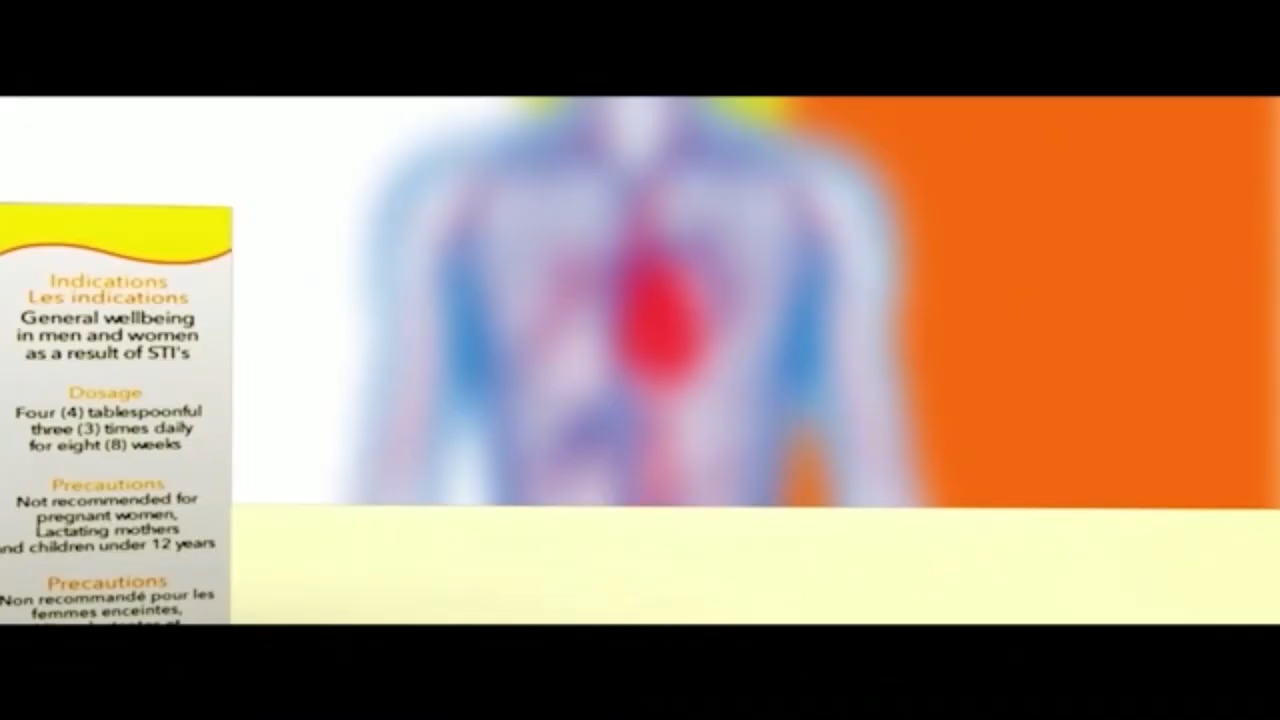 Indications
Les indications
General wellbeing
in men and women
as a result of STI's
Dosage
Four (4) tablespoonful
three (3) times daily
for eight (8) weeks
Precautions
Not recommended for
pregnant women,
Lactating mothers
nd children under 12 years
Precautions
Non recommandé pour les
femmes enceintes,